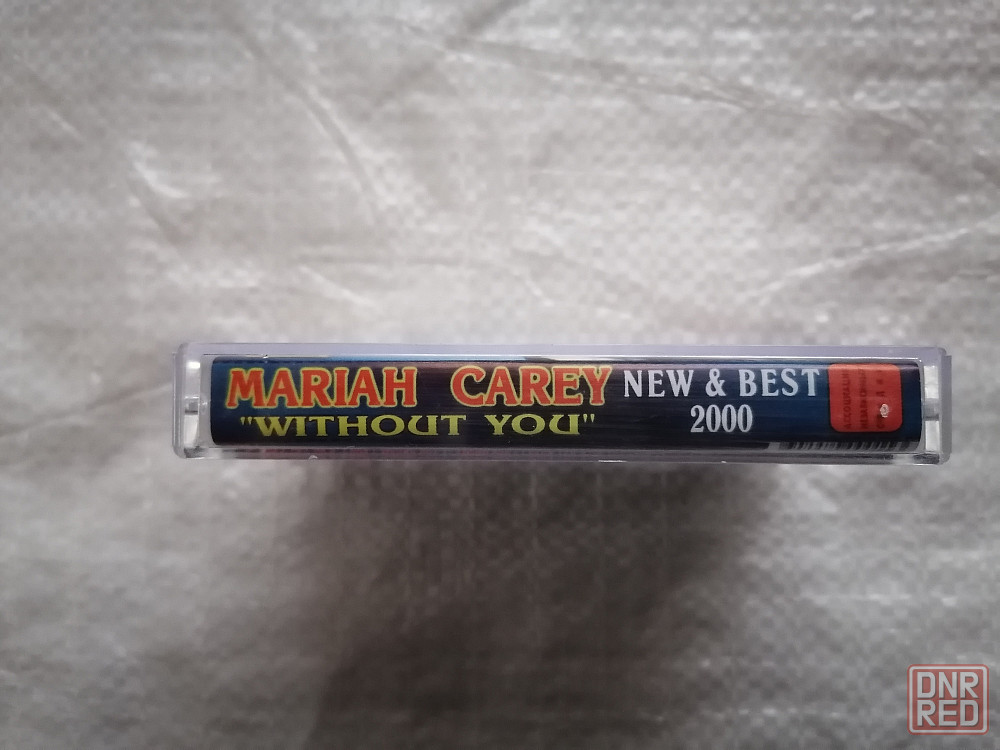 MARIAH CAREY NEW & BEST
"WITHOUT YOU" 2000
DNR
RED